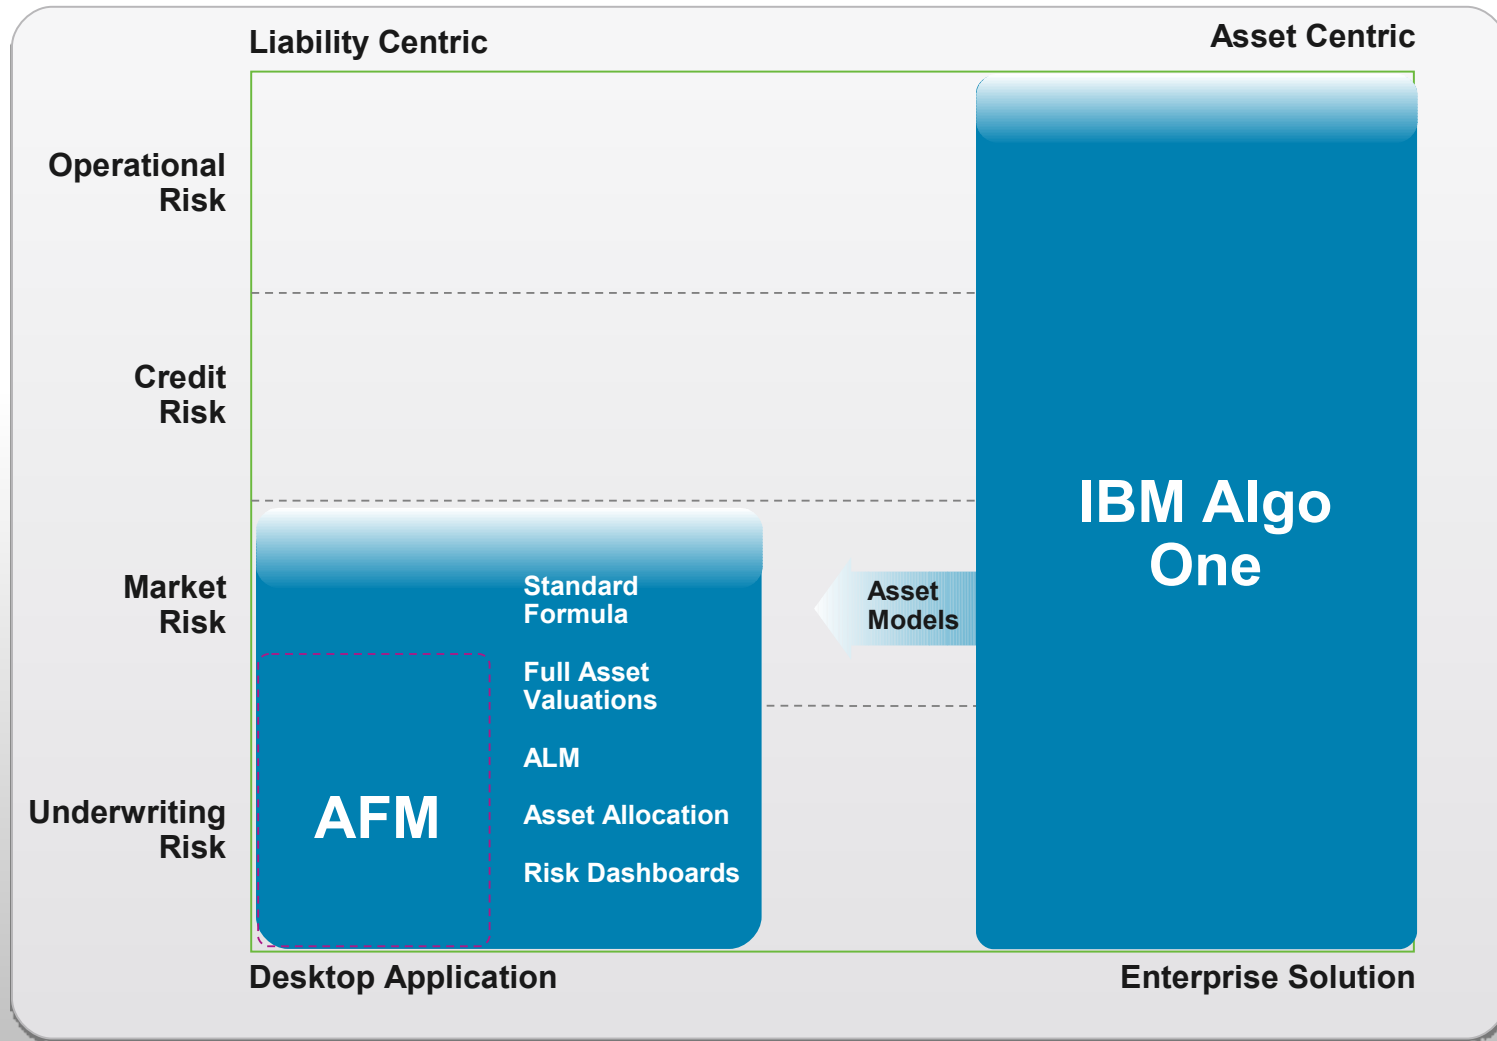 Liability Centric
Asset Centric
Operational
Risk
Credit
Risk
Market
Risk
Underwriting
Risk
AFM
Standard
Formula
Full Asset
Valuations
ALM
Asset Allocation
Risk Dashboards
Asset
Models
IBM Algo
One
Desktop Application
Enterprise Solution